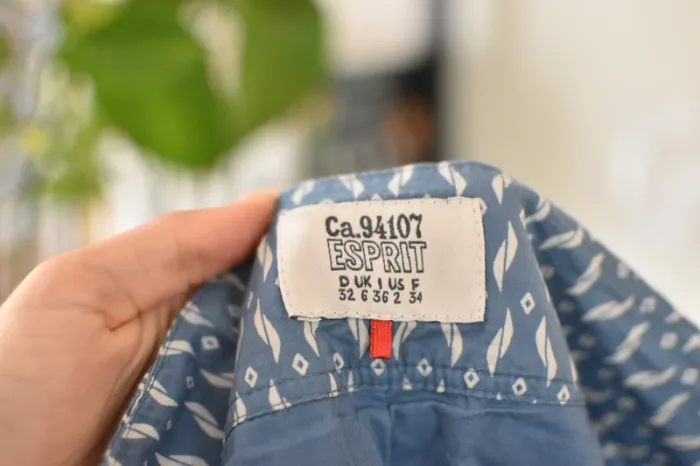 Ca.94107
ESPRIT
D UK I US F
32 6 36 2 34